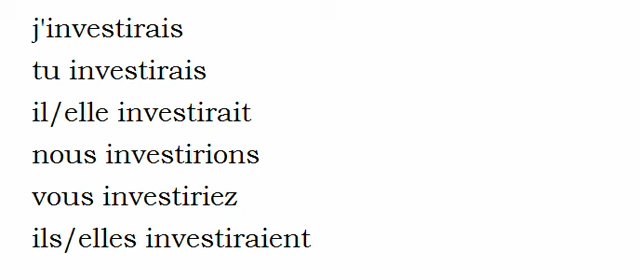 j'investirais
tu investirais
il/elle investirait
nous investirions
vous investiriez
ils/elles investiraient